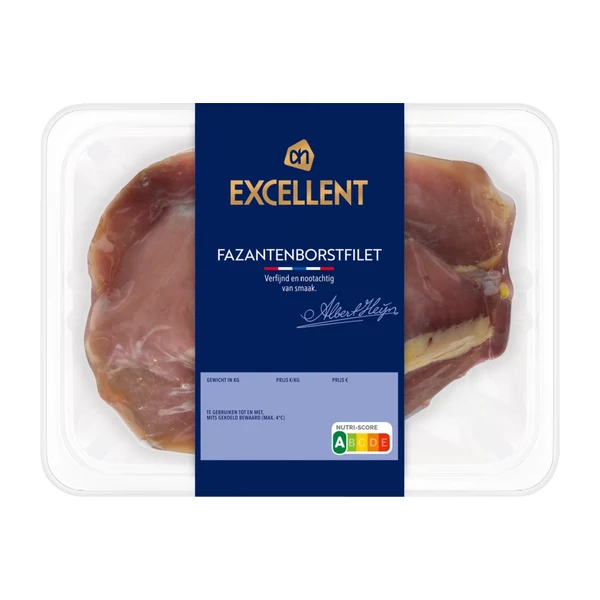 ah
EXCELLENT
FAZANTENBORSTFILET
Verfijnd en nootachtig
van smaak.
Albert Heijn
GEWICHT IN KG PRIJS €/KG PRIJS €
TE GEBRUIKEN TOT EN MET,
MITS GEKOELD BEWAARD (MAX. 4°C)
NUTRI-SCORE
A B C D E